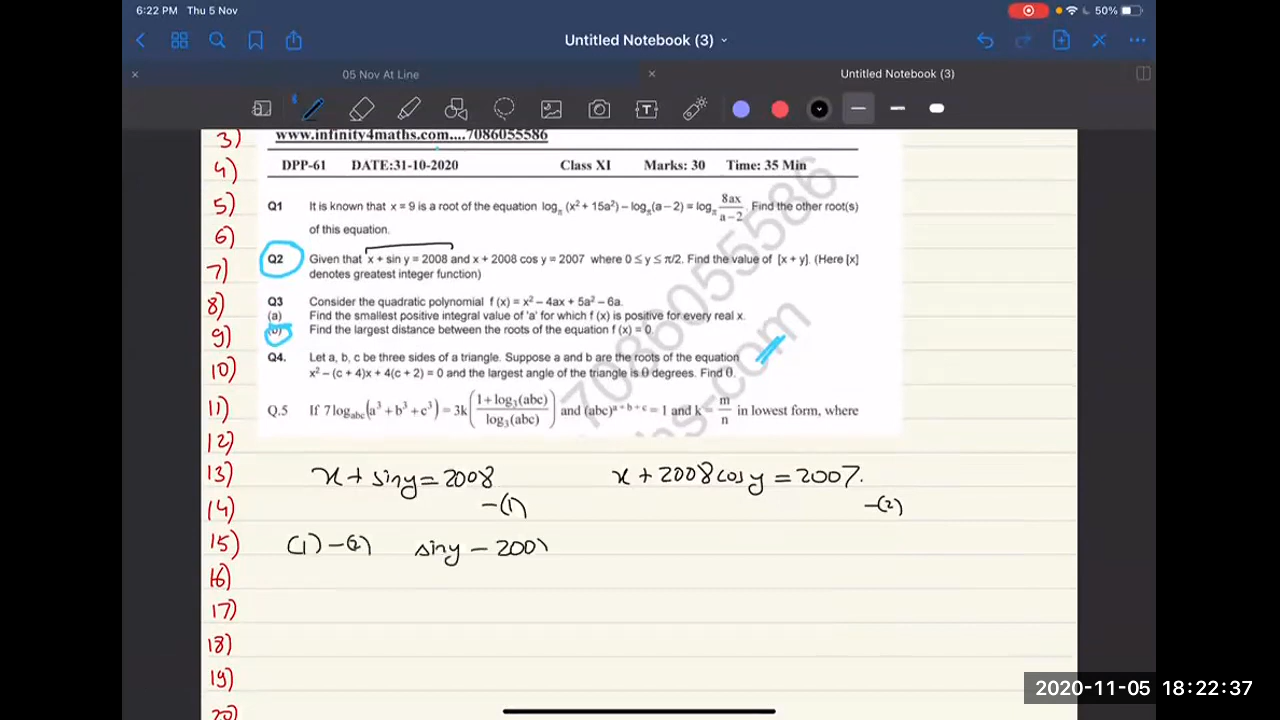 6:22 PM Thu 5 Nov
50%
Untitled Notebook (3)
05 Nov At Line
Untitled Notebook (3)
www.infinity4maths.com....7086055586
DPP-61 DATE:31-10-2020 Class XI Marks: 30 Time: 35 Min
Q1 It is known that x = 9 is a root of the equation logπ (x² + 15a²) – logπ(a – 2) = logπ 8ax/(a – 2). Find the other root(s)
of this equation.
Q2 Given that x + sin y = 2008 and x + 2008 cos y = 2007 where 0 ≤ y ≤ π/2. Find the value of [x + y]. (Here [x]
denotes greatest integer function)
Q3 Consider the quadratic polynomial f (x) = x² – 4ax + 5a² – 6a.
(a) Find the smallest positive integral value of 'a' for which f (x) is positive for every real x.
(b) Find the largest distance between the roots of the equation f (x) = 0.
Q4. Let a, b, c be three sides of a triangle. Suppose a and b are the roots of the equation
x² – (c + 4)x + 4(c + 2) = 0 and the largest angle of the triangle is θ degrees. Find θ.
Q.5 If 7 log_abc(a³ + b³ + c³) = 3k((1 + log₃(abc))/log₃(abc)) and (abc)^(a + b + c) = 1 and k = m/n in lowest form, where
7086055586
3)
4)
5)
6)
7)
8)
9)
10)
11)
12)
13)
14)
15)
16)
17)
18)
19)
20)
x + siny = 2008 -(1)
x + 2008 cosy = 2007. -(2)
(1) - (2) siny - 200
2020-11-05 18:22:37